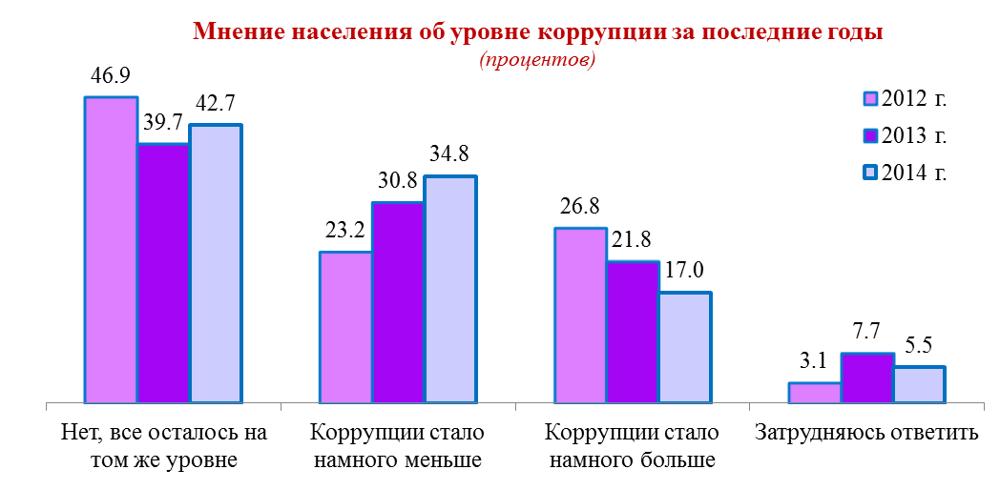 Мнение населения об уровне коррупции за последние годы
(процентов)
46.9
39.7
42.7
23.2
30.8
34.8
26.8
21.8
17.0
3.1
7.7
5.5
2012 г.
2013 г.
2014 г.
Нет, все осталось на
том же уровне
Коррупции стало
намного меньше
Коррупции стало
намного больше
Затрудняюсь ответить